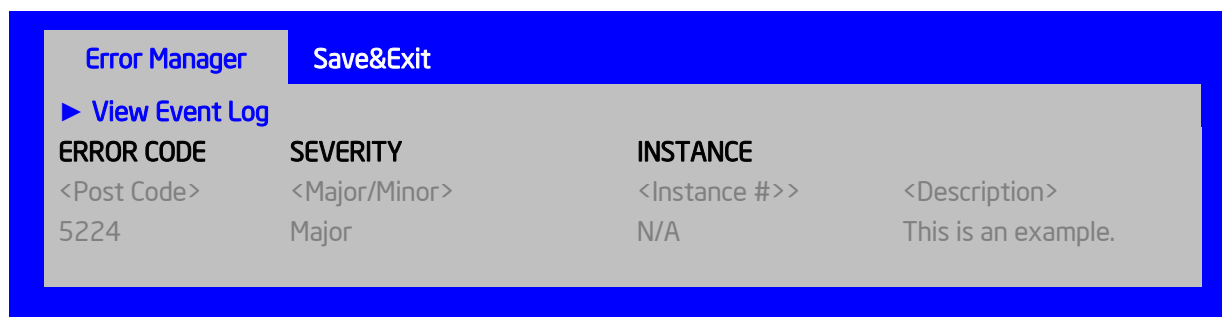 Error Manager Save&Exit
► View Event Log
ERROR CODE SEVERITY INSTANCE
<Post Code> <Major/Minor> <Instance #>> <Description>
5224 Major N/A This is an example.